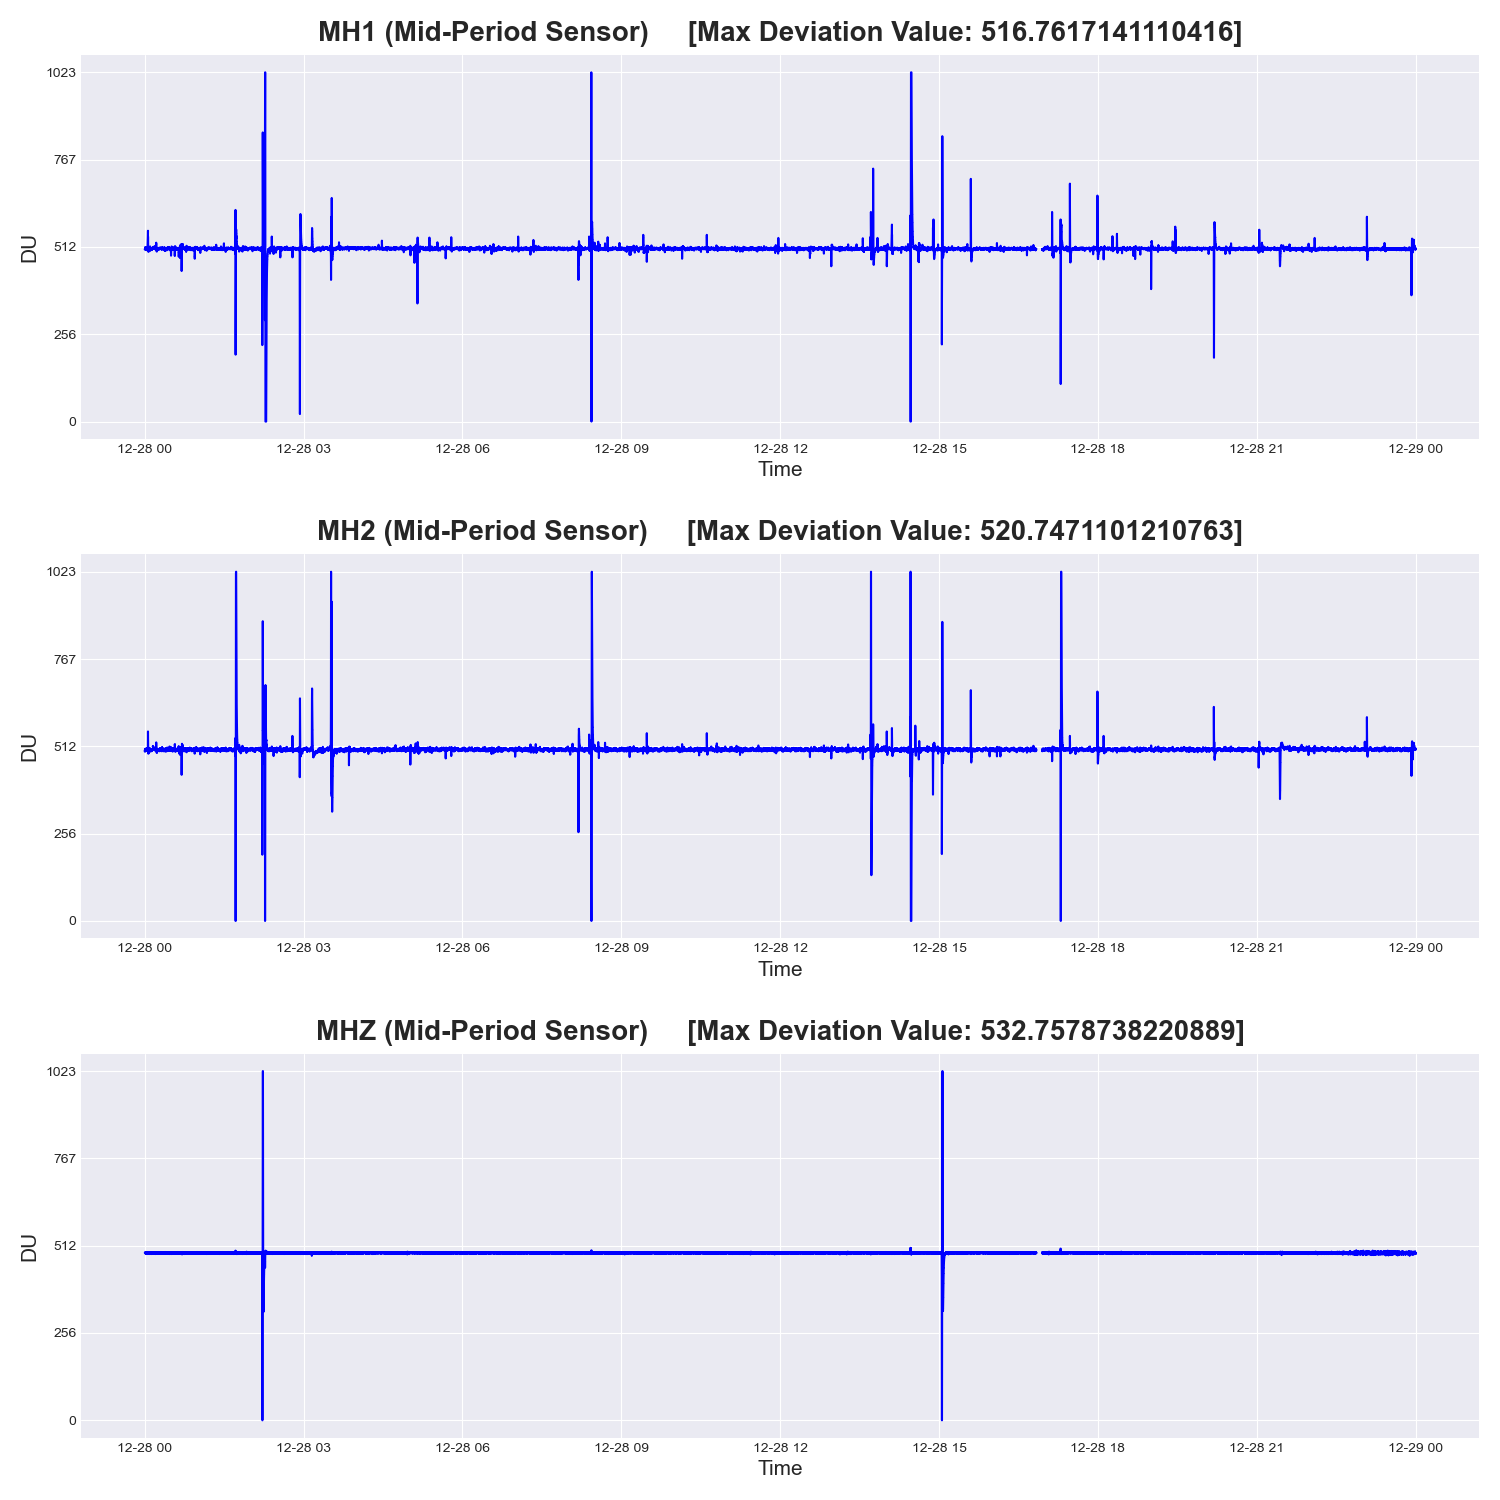 MH1 (Mid-Period Sensor) [Max Deviation Value: 516.7617141110416]
1023
767
512
256
0
DU
12-28 00 12-28 03 12-28 06 12-28 09 12-28 12 12-28 15 12-28 18 12-28 21 12-29 00
Time
MH2 (Mid-Period Sensor) [Max Deviation Value: 520.7471101210763]
1023
767
512
256
0
DU
12-28 00 12-28 03 12-28 06 12-28 09 12-28 12 12-28 15 12-28 18 12-28 21 12-29 00
Time
MHZ (Mid-Period Sensor) [Max Deviation Value: 532.7578738220889]
1023
767
512
256
0
DU
12-28 00 12-28 03 12-28 06 12-28 09 12-28 12 12-28 15 12-28 18 12-28 21 12-29 00
Time